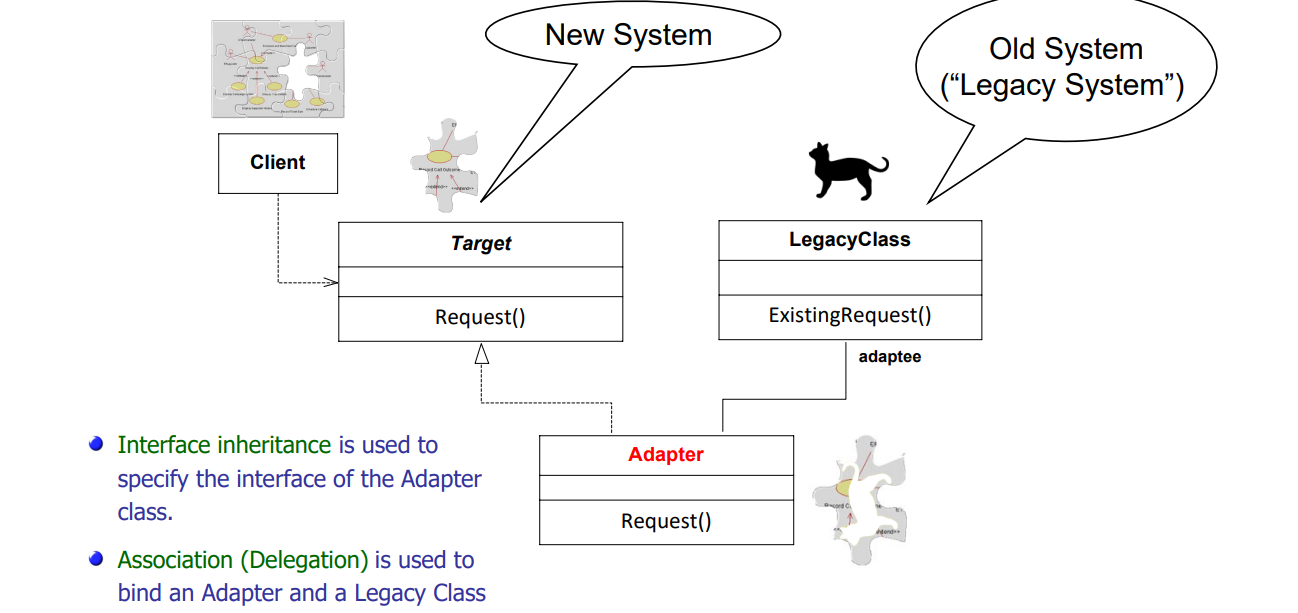 New System
Old System
(“Legacy System”)
Client
Target
Request()
LegacyClass
ExistingRequest()
adaptee
Adapter
Request()
Interface inheritance is used to
specify the interface of the Adapter
class.
Association (Delegation) is used to
bind an Adapter and a Legacy Class